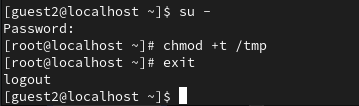 [guest2@localhost ~]$ su -
Password:
[root@localhost ~]# chmod +t /tmp
[root@localhost ~]# exit
logout
[guest2@localhost ~]$